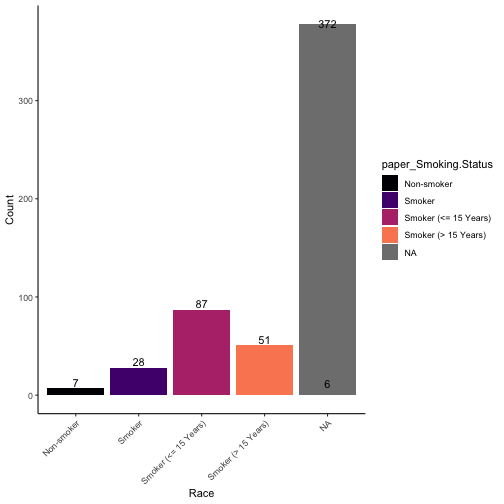 372
300
200
100
0
Count
7
28
87
51
6
Non-smoker
Smoker
Smoker (<= 15 Years)
Smoker (> 15 Years)
NA
Race
paper_Smoking.Status
Non-smoker
Smoker
Smoker (<= 15 Years)
Smoker (> 15 Years)
NA